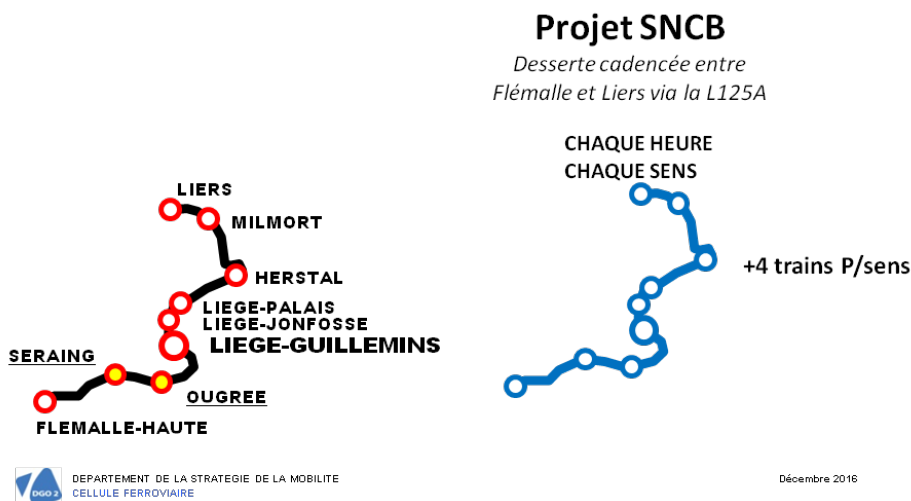 Projet SNCB
Desserte cadencée entre
Flémalle et Liers via la L125A
CHAQUE HEURE
CHAQUE SENS
LIERS
MILMORT
HERSTAL
+4 trains P/sens
LIEGE-PALAIS
LIEGE-JONFOSSE
LIEGE-GUILLEMINS
SERAING
OUGREE
FLEMALLE-HAUTE
DGO 2
DEPARTEMENT DE LA STRATEGIE DE LA MOBILITE
CELLULE FERROVIAIRE
Décembre 2016